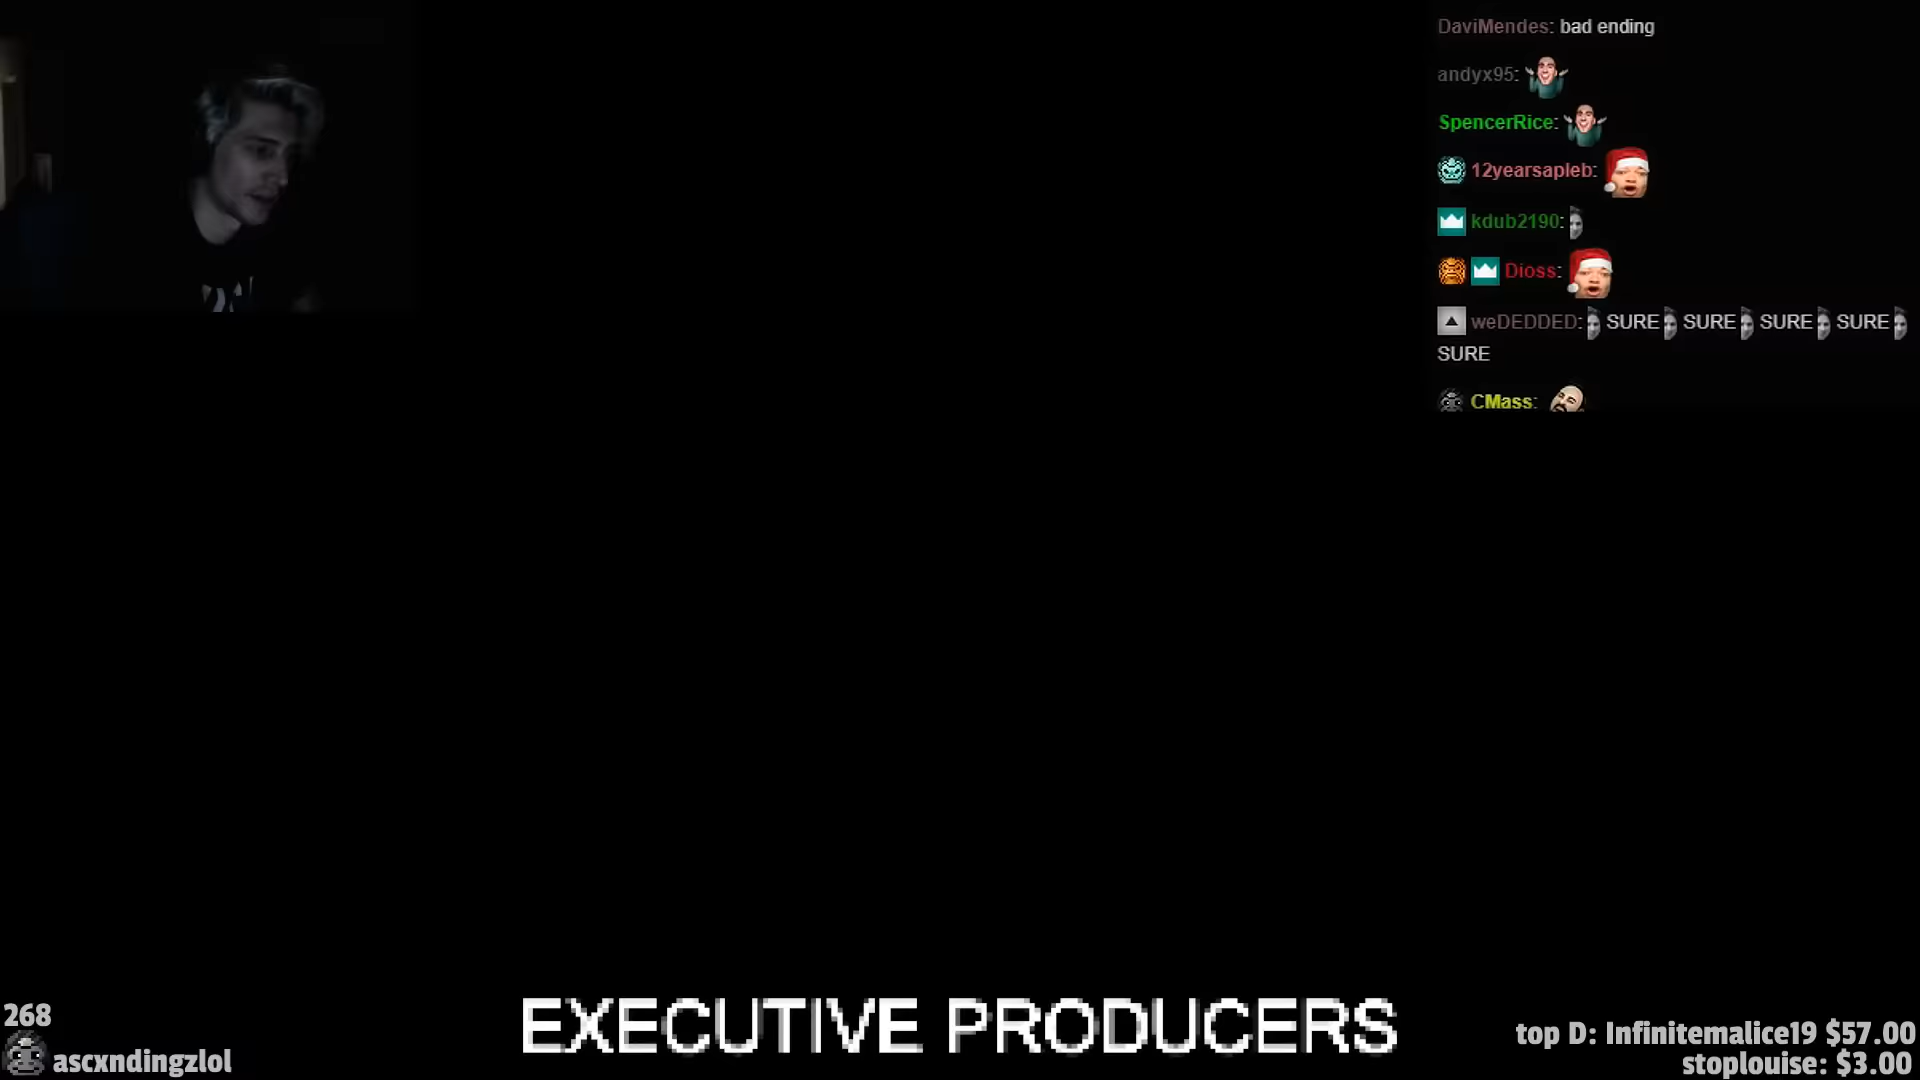 DaviMendes: bad ending
andyx95:
SpencerRice:
12yearsapleb:
kdub2190:
Dioss:
weDEDDED: SURE SURE SURE SURE
SURE
CMass:
268
ascxndingzlol
EXECUTIVE PRODUCERS
top D: Infinitemalice19 $57.00
stoplouise: $3.00